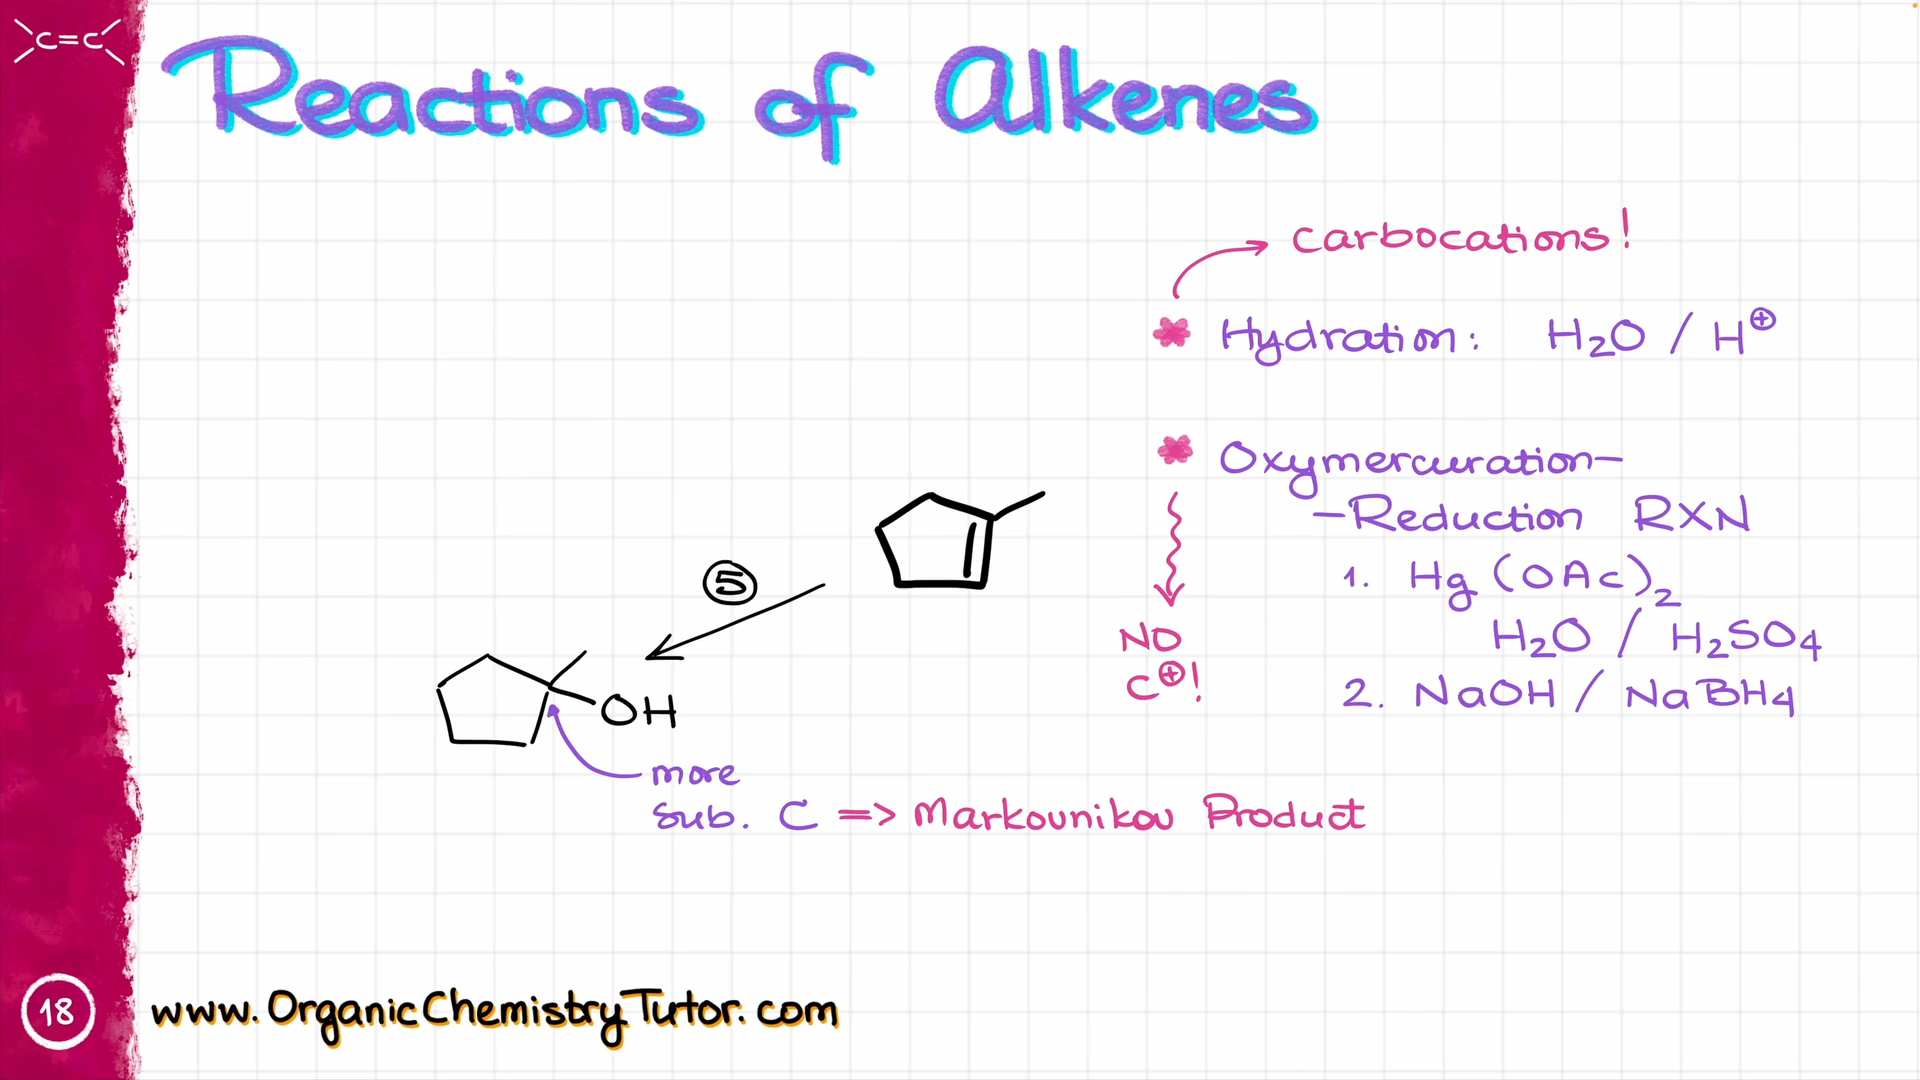 C=C
Reactions of Alkenes
carbocations!
* Hydration: H₂O / H⊕
* Oxymercuration-
-Reduction RXN
1. Hg (OAc)₂
H₂O / H₂SO₄
2. NaOH / NaBH₄
NO
C⊕!
5
OH
more
sub. C => Markovnikov Product
18
www.OrganicChemistryTutor.com